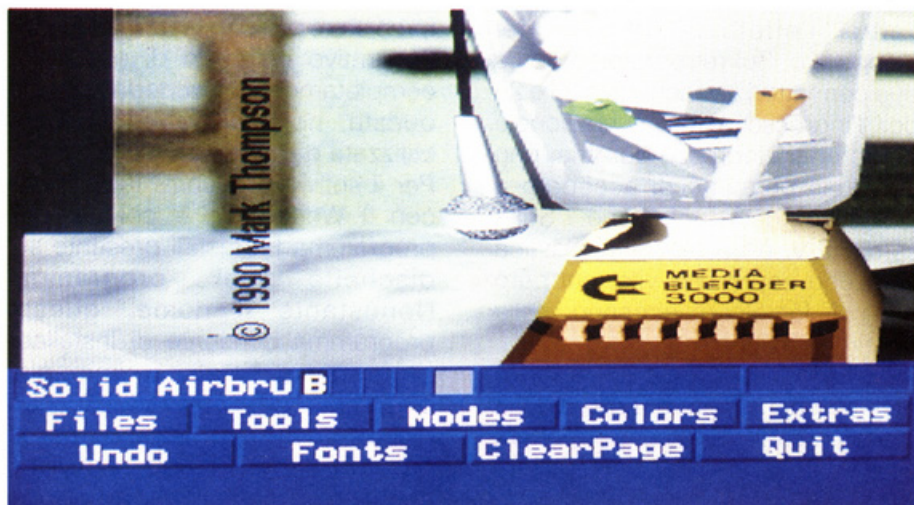 © 1990 Mark Thompson
MEDIA
BLENDER
3000
Solid Airbru B
Files Tools Modes Colors Extras
Undo Fonts ClearPage Quit